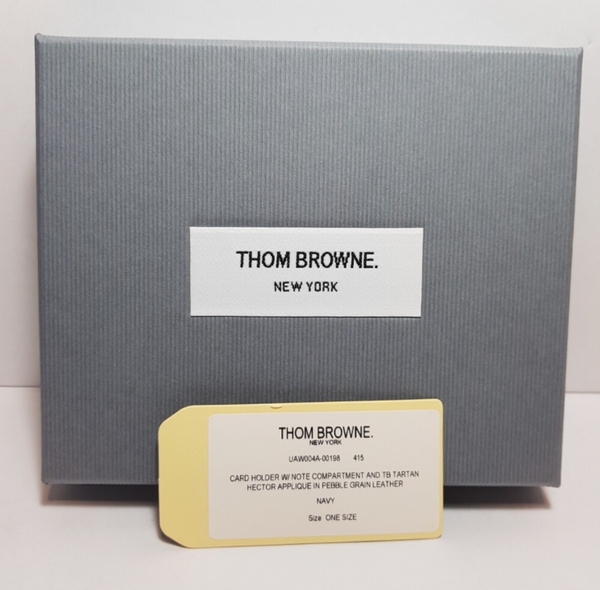 THOM BROWNE.
NEW YORK
THOM BROWNE.
NEW YORK
UAW004A-00198 415
CARD HOLDER W/ NOTE COMPARTMENT AND TB TARTAN
HECTOR APPLIQUE IN PEBBLE GRAIN LEATHER
NAVY
Size ONE SIZE